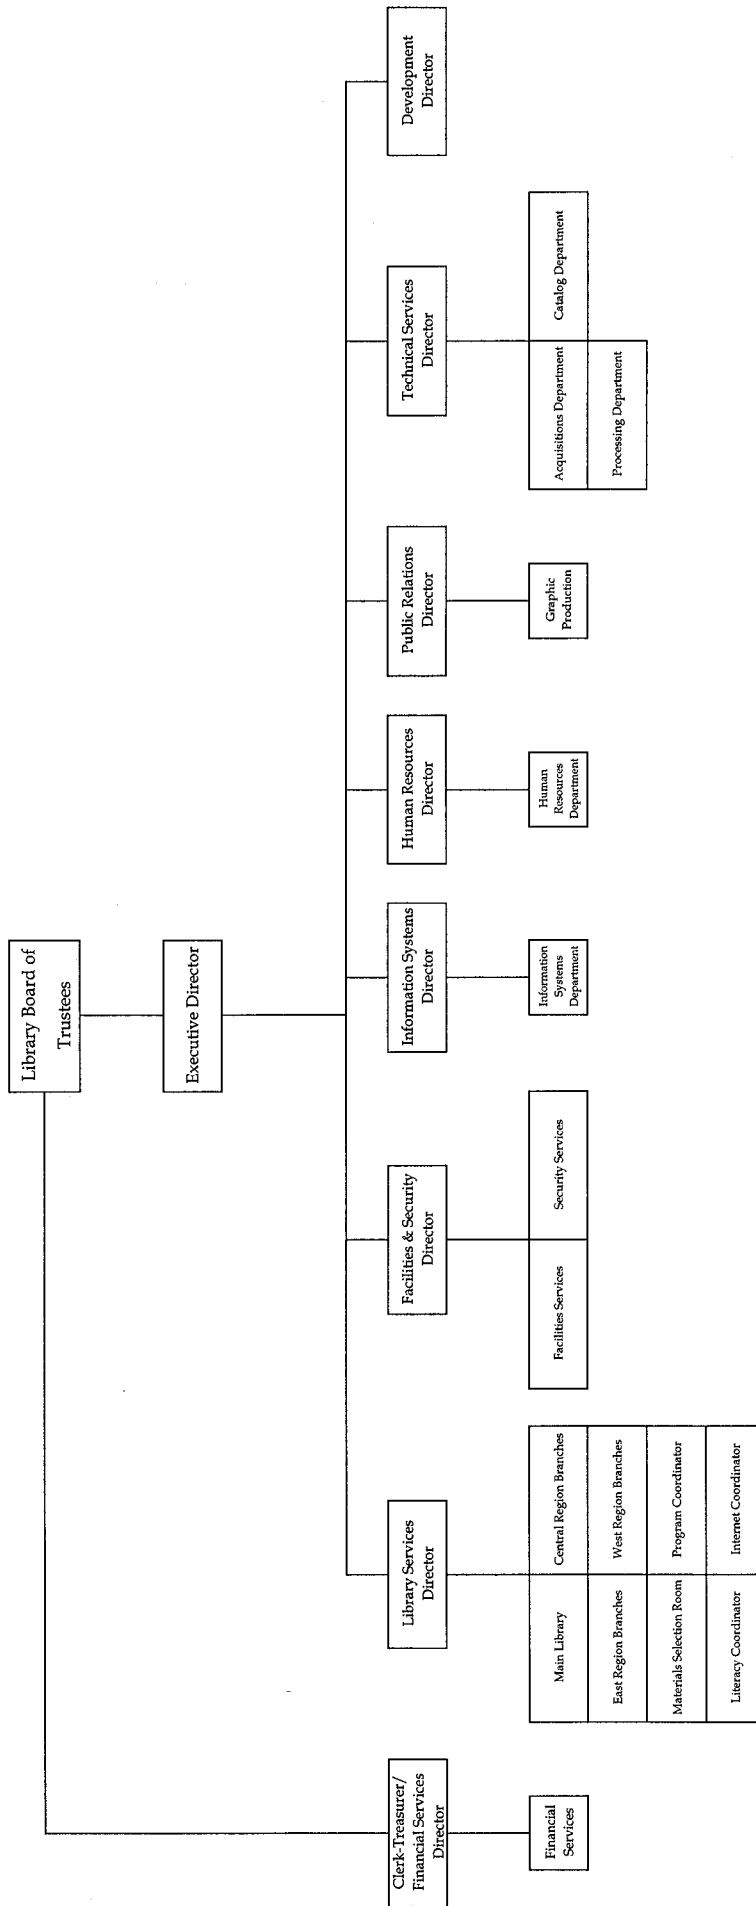 Library Board of
Trustees
Executive Director
Clerk-Treasurer/
Financial Services
Director
Library Services
Director
Facilities & Security
Director
Information Systems
Director
Human Resources
Director
Public Relations
Director
Technical Services
Director
Development
Director
Financial
Services
Main Library
Central Region Branches
East Region Branches
West Region Branches
Materials Selection Room
Program Coordinator
Literacy Coordinator
Internet Coordinator
Facilities Services
Security Services
Information
Systems
Department
Human
Resources
Department
Graphic
Production
Acquisitions Department
Catalog Department
Processing Department